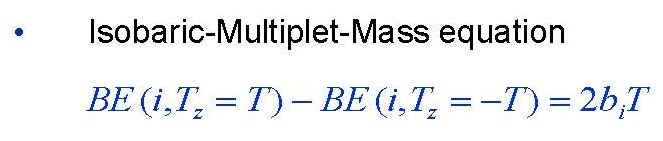 • Isobaric-Multiplet-Mass equation
BE (i,T_z = T) − BE (i,T_z = −T) = 2b_iT